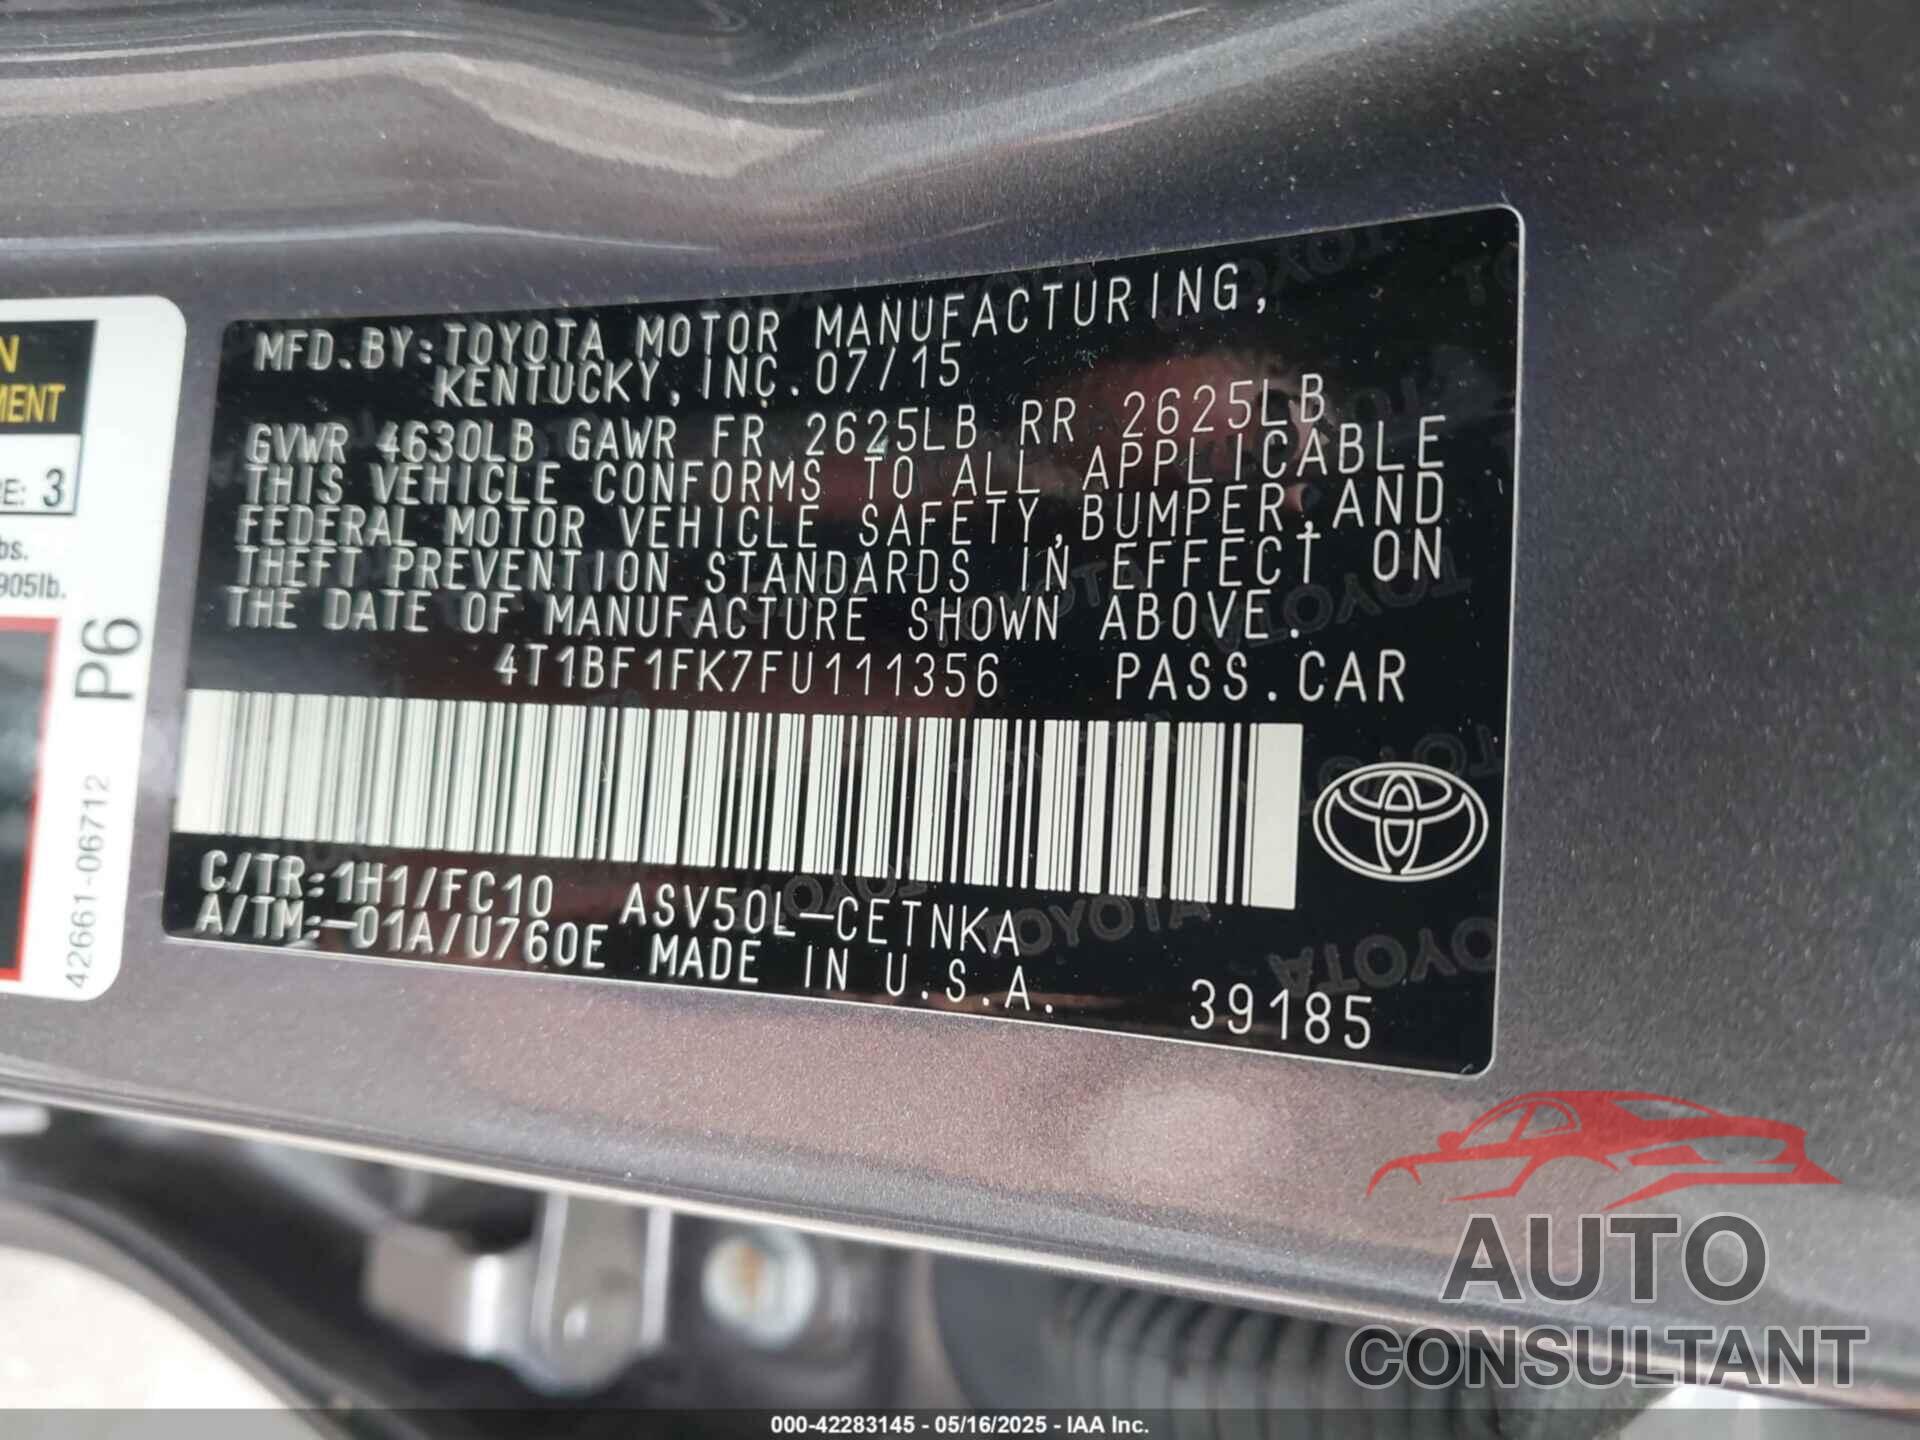 N
MENT
E: 3
bs.
905lb.
P6
42661-06712
MFD.BY:TOYOTA MOTOR MANUFACTURING,
KENTUCKY, INC. 07/15
GVWR 4630LB GAWR FR 2625LB RR 2625LB
THIS VEHICLE CONFORMS TO ALL APPLICABLE
FEDERAL MOTOR VEHICLE SAFETY,BUMPER,AND
THEFT PREVENTION STANDARDS IN EFFECT ON
THE DATE OF MANUFACTURE SHOWN ABOVE.
4T1BF1FK7FU111356 PASS.CAR
C/TR:1H1/FC10 ASV50L-CETNKA
A/TM:-01A/U760E MADE IN U.S.A.
39185
AUTO
CONSULTANT
000-42283145 - 05/16/2025 - IAA Inc.